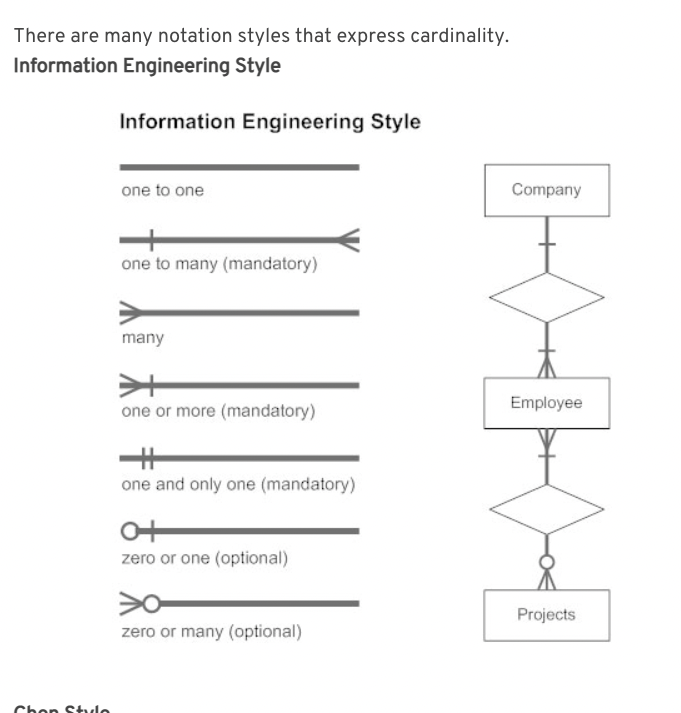 There are many notation styles that express cardinality.
Information Engineering Style
Information Engineering Style
one to one
one to many (mandatory)
many
one or more (mandatory)
one and only one (mandatory)
zero or one (optional)
zero or many (optional)
Company
Employee
Projects
Chen Style